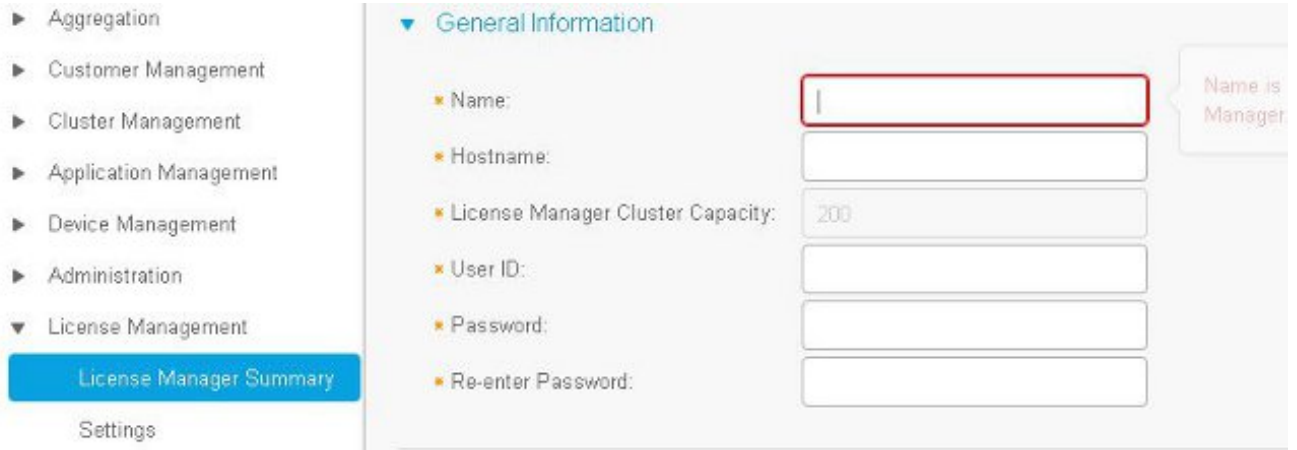 Aggregation
Customer Management
Cluster Management
Application Management
Device Management
Administration
License Management
License Manager Summary
Settings
General Information
* Name:
Name is
Manager
* Hostname:
* License Manager Cluster Capacity:
200
* User ID:
* Password:
* Re-enter Password: